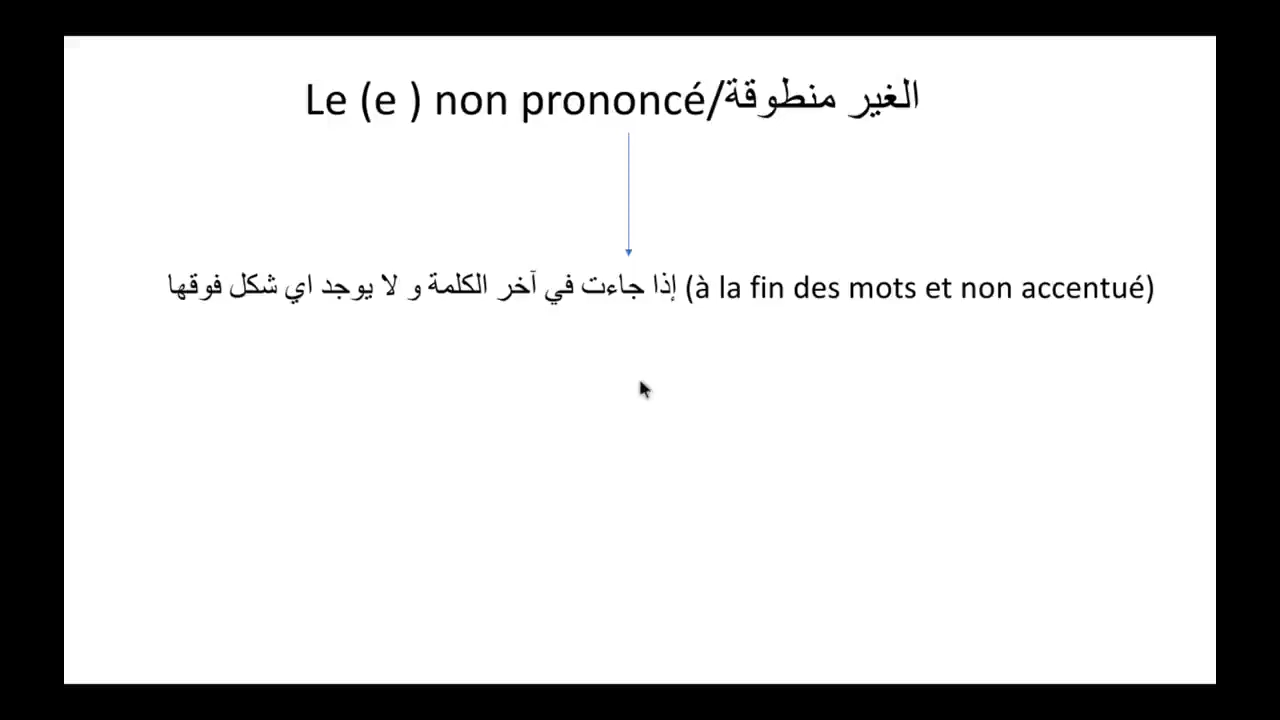 Le (e ) non prononcé/الغير منطوقة
(à la fin des mots et non accentué) إذا جاءت في آخر الكلمة و لا يوجد اي شكل فوقها